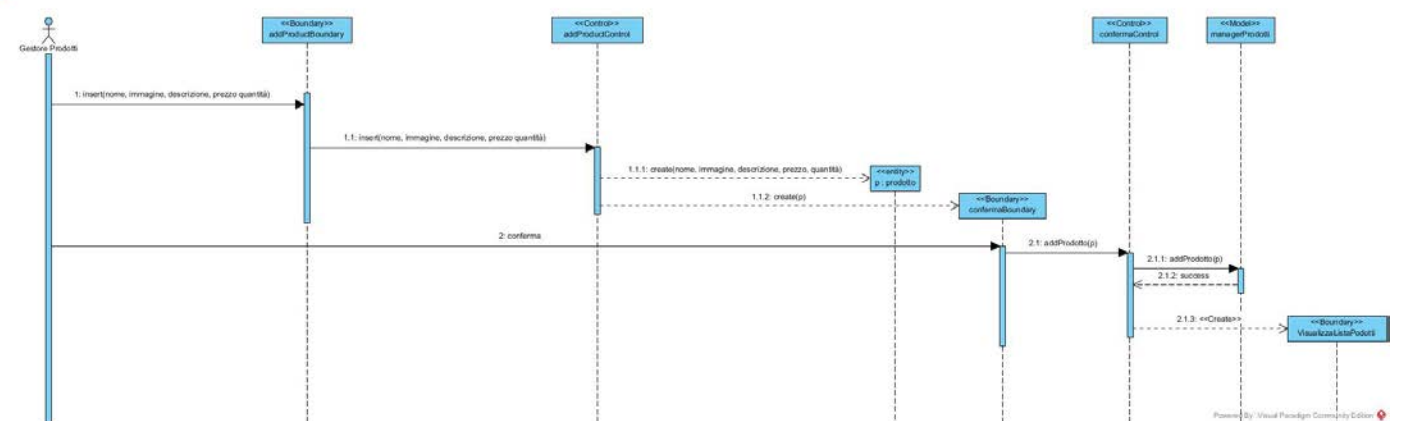 <<Boundary>>
addProductBoundary
<<Control>>
addProductControl
<<Control>>
confermaControl
<<Model>>
managerProdotti
Gestore Prodotti
1: insert(nome, immagine, descrizione, prezzo quantità)
1.1: insert(nome, immagine, descrizione, prezzo quantità)
1.1.1: create(nome, immagine, descrizione, prezzo, quantità)
<<entity>>
p : prodotto
1.1.2: create(p)
<<Boundary>>
confermaBoundary
2: conferma
2.1: addProdotto(p)
2.1.1: addProdotto(p)
2.1.2: success
2.1.3: <<Create>>
<<Boundary>>
VisualizzaListaPodotti
Powered By Visual Paradigm Community Edition